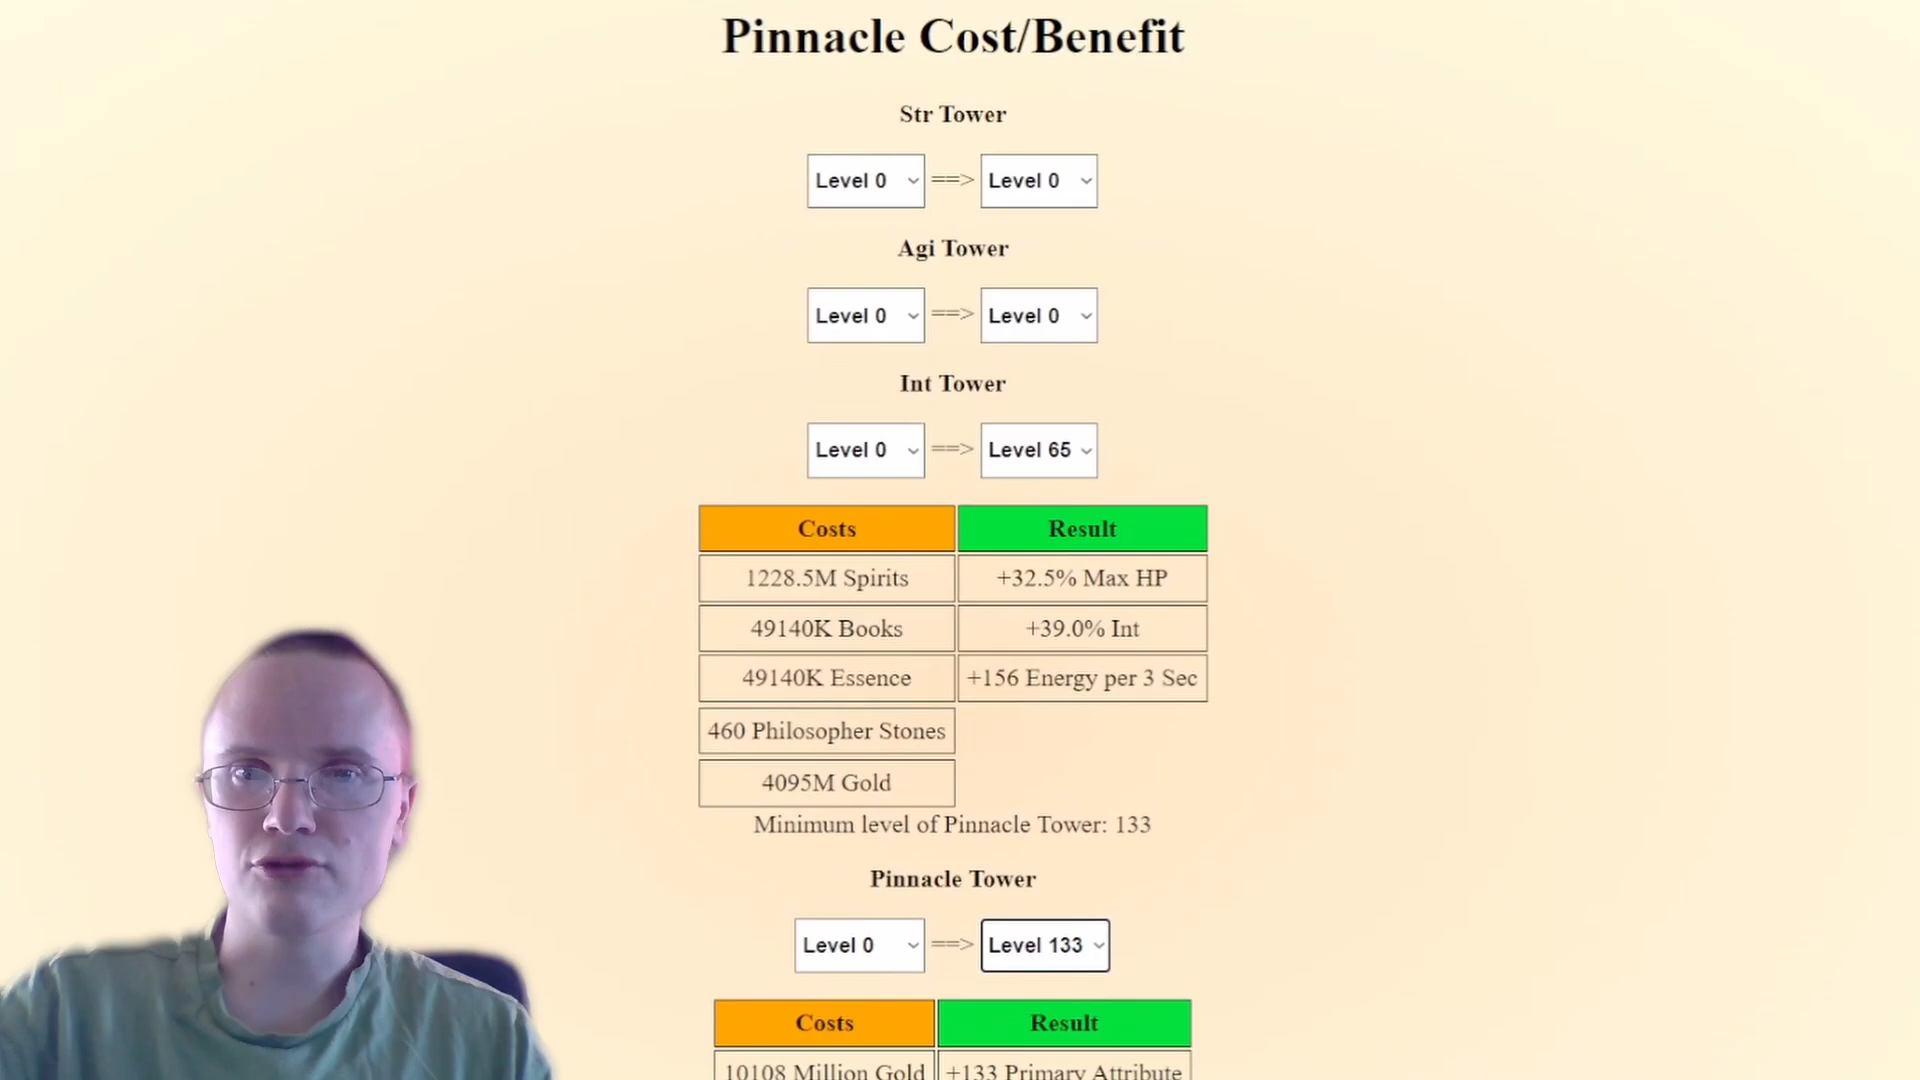 Pinnacle Cost/Benefit
Str Tower
Level 0 ==> Level 0
Agi Tower
Level 0 ==> Level 0
Int Tower
Level 0 ==> Level 65
Costs Result
1228.5M Spirits +32.5% Max HP
49140K Books +39.0% Int
49140K Essence +156 Energy per 3 Sec
460 Philosopher Stones
4095M Gold
Minimum level of Pinnacle Tower: 133
Pinnacle Tower
Level 0 ==> Level 133
Costs Result
10108 Million Gold +133 Primary Attribute